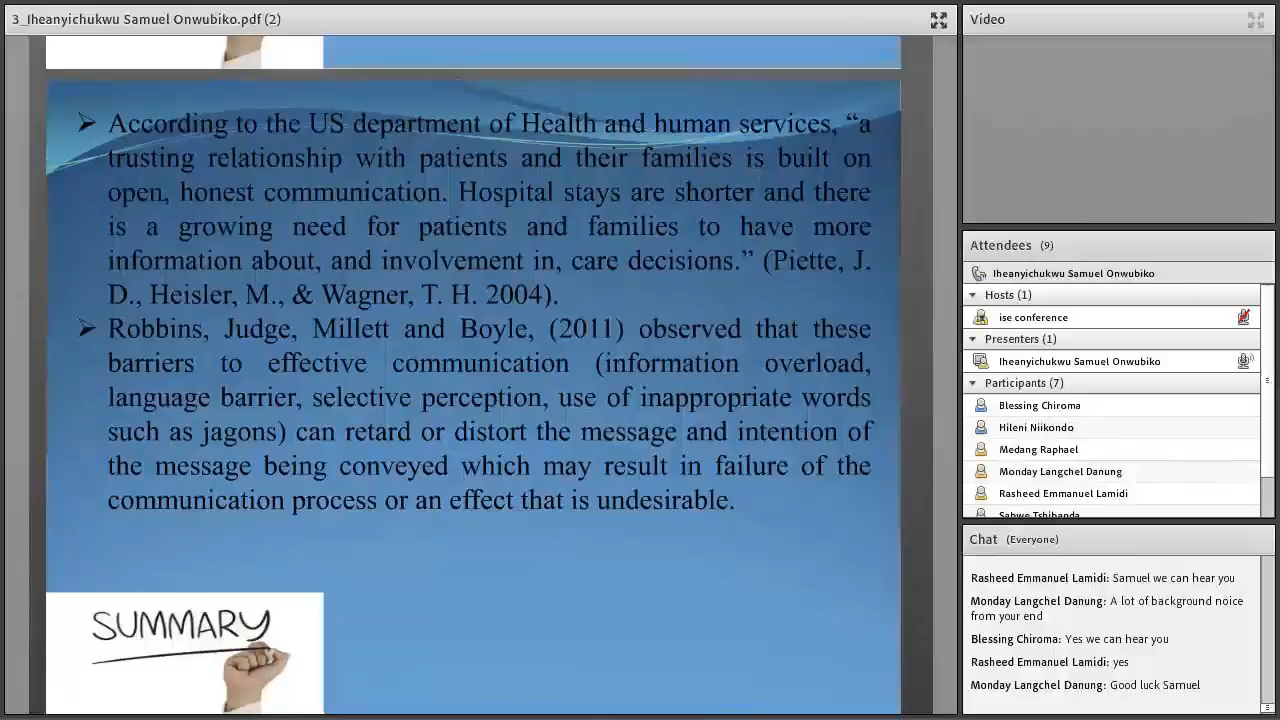 3_Iheanyichukwu Samuel Onwubiko.pdf (2)
➢ According to the US department of Health and human services, “a
trusting relationship with patients and their families is built on
open, honest communication. Hospital stays are shorter and there
is a growing need for patients and families to have more
information about, and involvement in, care decisions.” (Piette, J.
D., Heisler, M., & Wagner, T. H. 2004).
➢ Robbins, Judge, Millett and Boyle, (2011) observed that these
barriers to effective communication (information overload,
language barrier, selective perception, use of inappropriate words
such as jagons) can retard or distort the message and intention of
the message being conveyed which may result in failure of the
communication process or an effect that is undesirable.
SUMMARY
Video
Attendees (9)
Iheanyichukwu Samuel Onwubiko
Hosts (1)
ise conference
Presenters (1)
Iheanyichukwu Samuel Onwubiko
Participants (7)
Blessing Chiroma
Hileni Niikondo
Medang Raphael
Monday Langchel Danung
Rasheed Emmanuel Lamidi
Chat (Everyone)
Rasheed Emmanuel Lamidi: Samuel we can hear you
Monday Langchel Danung: A lot of background noice
from your end
Blessing Chiroma: Yes we can hear you
Rasheed Emmanuel Lamidi: yes
Monday Langchel Danung: Good luck Samuel